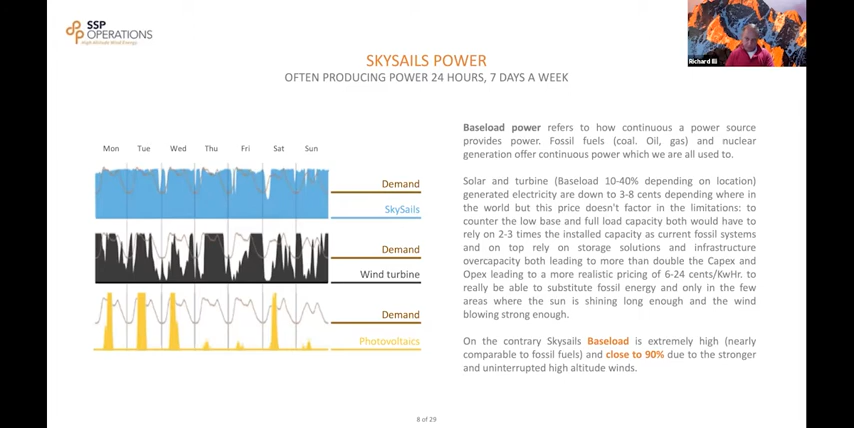 SSP
OPERATIONS
High Altitude Wind Energy
Richard Illi
SKYSAILS POWER
OFTEN PRODUCING POWER 24 HOURS, 7 DAYS A WEEK
Mon Tue Wed Thu Fri Sat Sun
Demand
SkySails
Demand
Wind turbine
Demand
Photovoltaics
Baseload power refers to how continuous a power source
provides power. Fossil fuels (coal. Oil, gas) and nuclear
generation offer continuous power which we are all used to.
Solar and turbine (Baseload 10-40% depending on location)
generated electricity are down to 3-8 cents depending where in
the world but this price doesn't factor in the limitations: to
counter the low base and full load capacity both would have to
rely on 2-3 times the installed capacity as current fossil systems
and on top rely on storage solutions and infrastructure
overcapacity both leading to more than double the Capex and
Opex leading to a more realistic pricing of 6-24 cents/KwHr. to
really be able to substitute fossil energy and only in the few
areas where the sun is shining long enough and the wind
blowing strong enough.
On the contrary Skysails Baseload is extremely high (nearly
comparable to fossil fuels) and close to 90% due to the stronger
and uninterrupted high altitude winds.
8 of 29